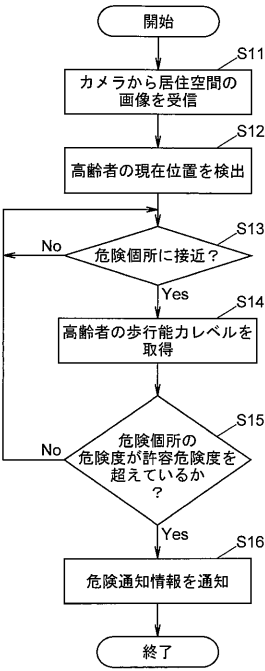 開始
S11
カメラから居住空間の
画像を受信
S12
高齢者の現在位置を検出
S13
No
危険個所に接近？
Yes
S14
高齢者の歩行能力レベルを
取得
S15
No
危険個所の
危険度が許容危険度を
超えているか
？
Yes
S16
危険通知情報を通知
終了